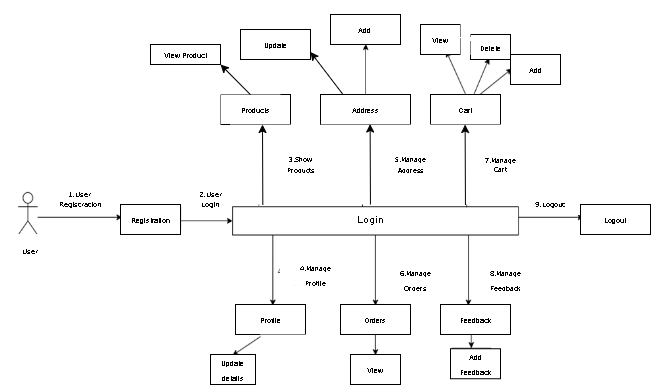 Add
Update
View
Delete
View Product
Add
Products
Address
Cart
3.Show
Products
5.Manage
Address
7.Manage
Cart
1.User
Registration
2.User
Login
9.Logout
Registration
Login
Logout
User
4.Manage
Profile
6.Manage
Orders
8.Manage
Feedback
Profile
Orders
Feedback
Update
details
View
Add
Feedback